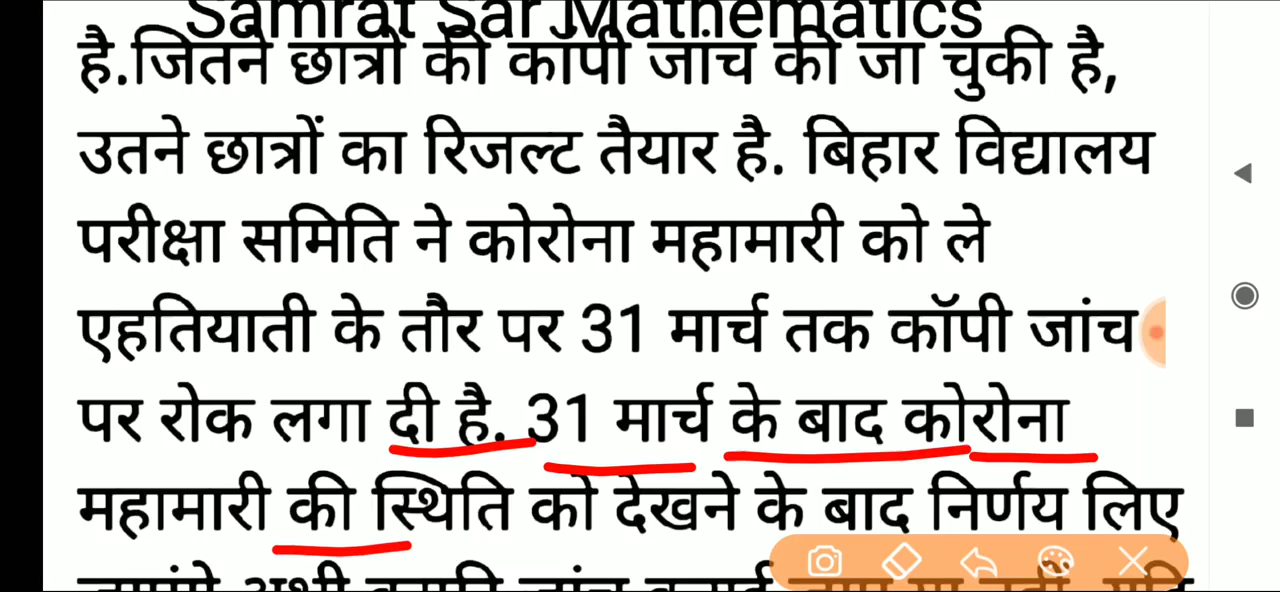 Samrat Sar Mathematics
है.जितने छात्रों की कॉपी जांच की जा चुकी है,
उतने छात्रों का रिजल्ट तैयार है. बिहार विद्यालय
परीक्षा समिति ने कोरोना महामारी को ले
एहतियाती के तौर पर 31 मार्च तक कॉपी जांच
पर रोक लगा दी है. 31 मार्च के बाद कोरोना
महामारी की स्थिति को देखने के बाद निर्णय लिए